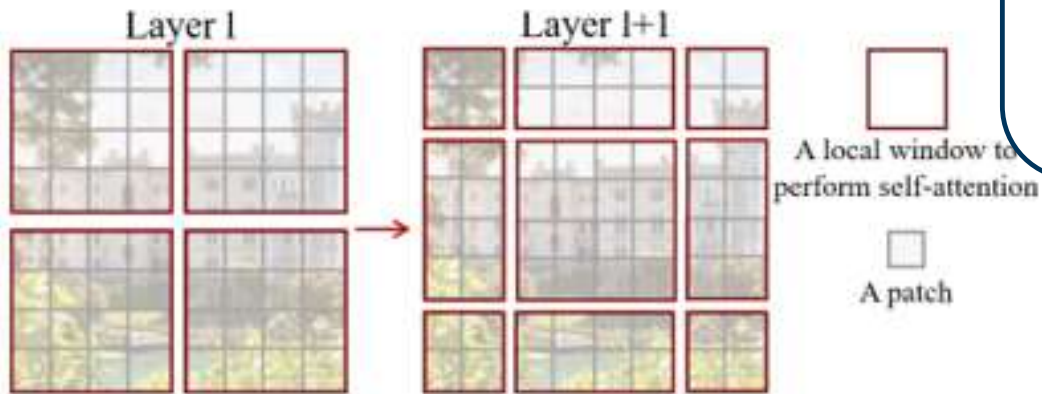 Layer l
Layer l+1
A local window to
perform self-attention
A patch